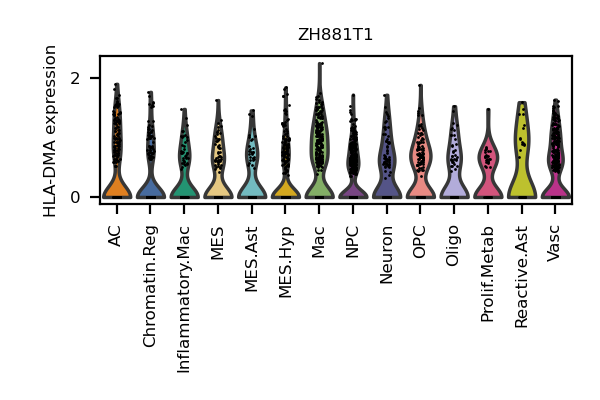 ZH881T1
HLA-DMA expression
2
0
AC
Chromatin.Reg
Inflammatory.Mac
MES
MES.Ast
MES.Hyp
Mac
NPC
Neuron
OPC
Oligo
Prolif.Metab
Reactive.Ast
Vasc